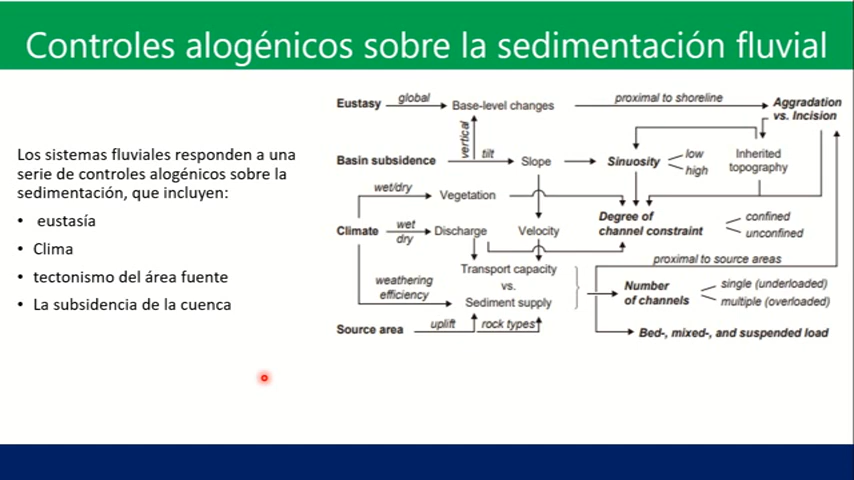 Controles alogénicos sobre la sedimentación fluvial
Los sistemas fluviales responden a una
serie de controles alogénicos sobre la
sedimentación, que incluyen:
• eustasía
• Clima
• tectonismo del área fuente
• La subsidencia de la cuenca
Eustasy
global
Base-level changes
proximal to shoreline
Aggradation
vs. Incision
vertical
Basin subsidence
tilt
Slope
Sinuosity
low
high
Inherited
topography
wet/dry
Vegetation
Climate
wet
dry
Discharge
Velocity
Degree of
channel constraint
confined
unconfined
proximal to source areas
weathering
efficiency
Transport capacity
vs.
Sediment supply
Number
of channels
single (underloaded)
multiple (overloaded)
Source area
uplift
rock types
Bed-, mixed-, and suspended load